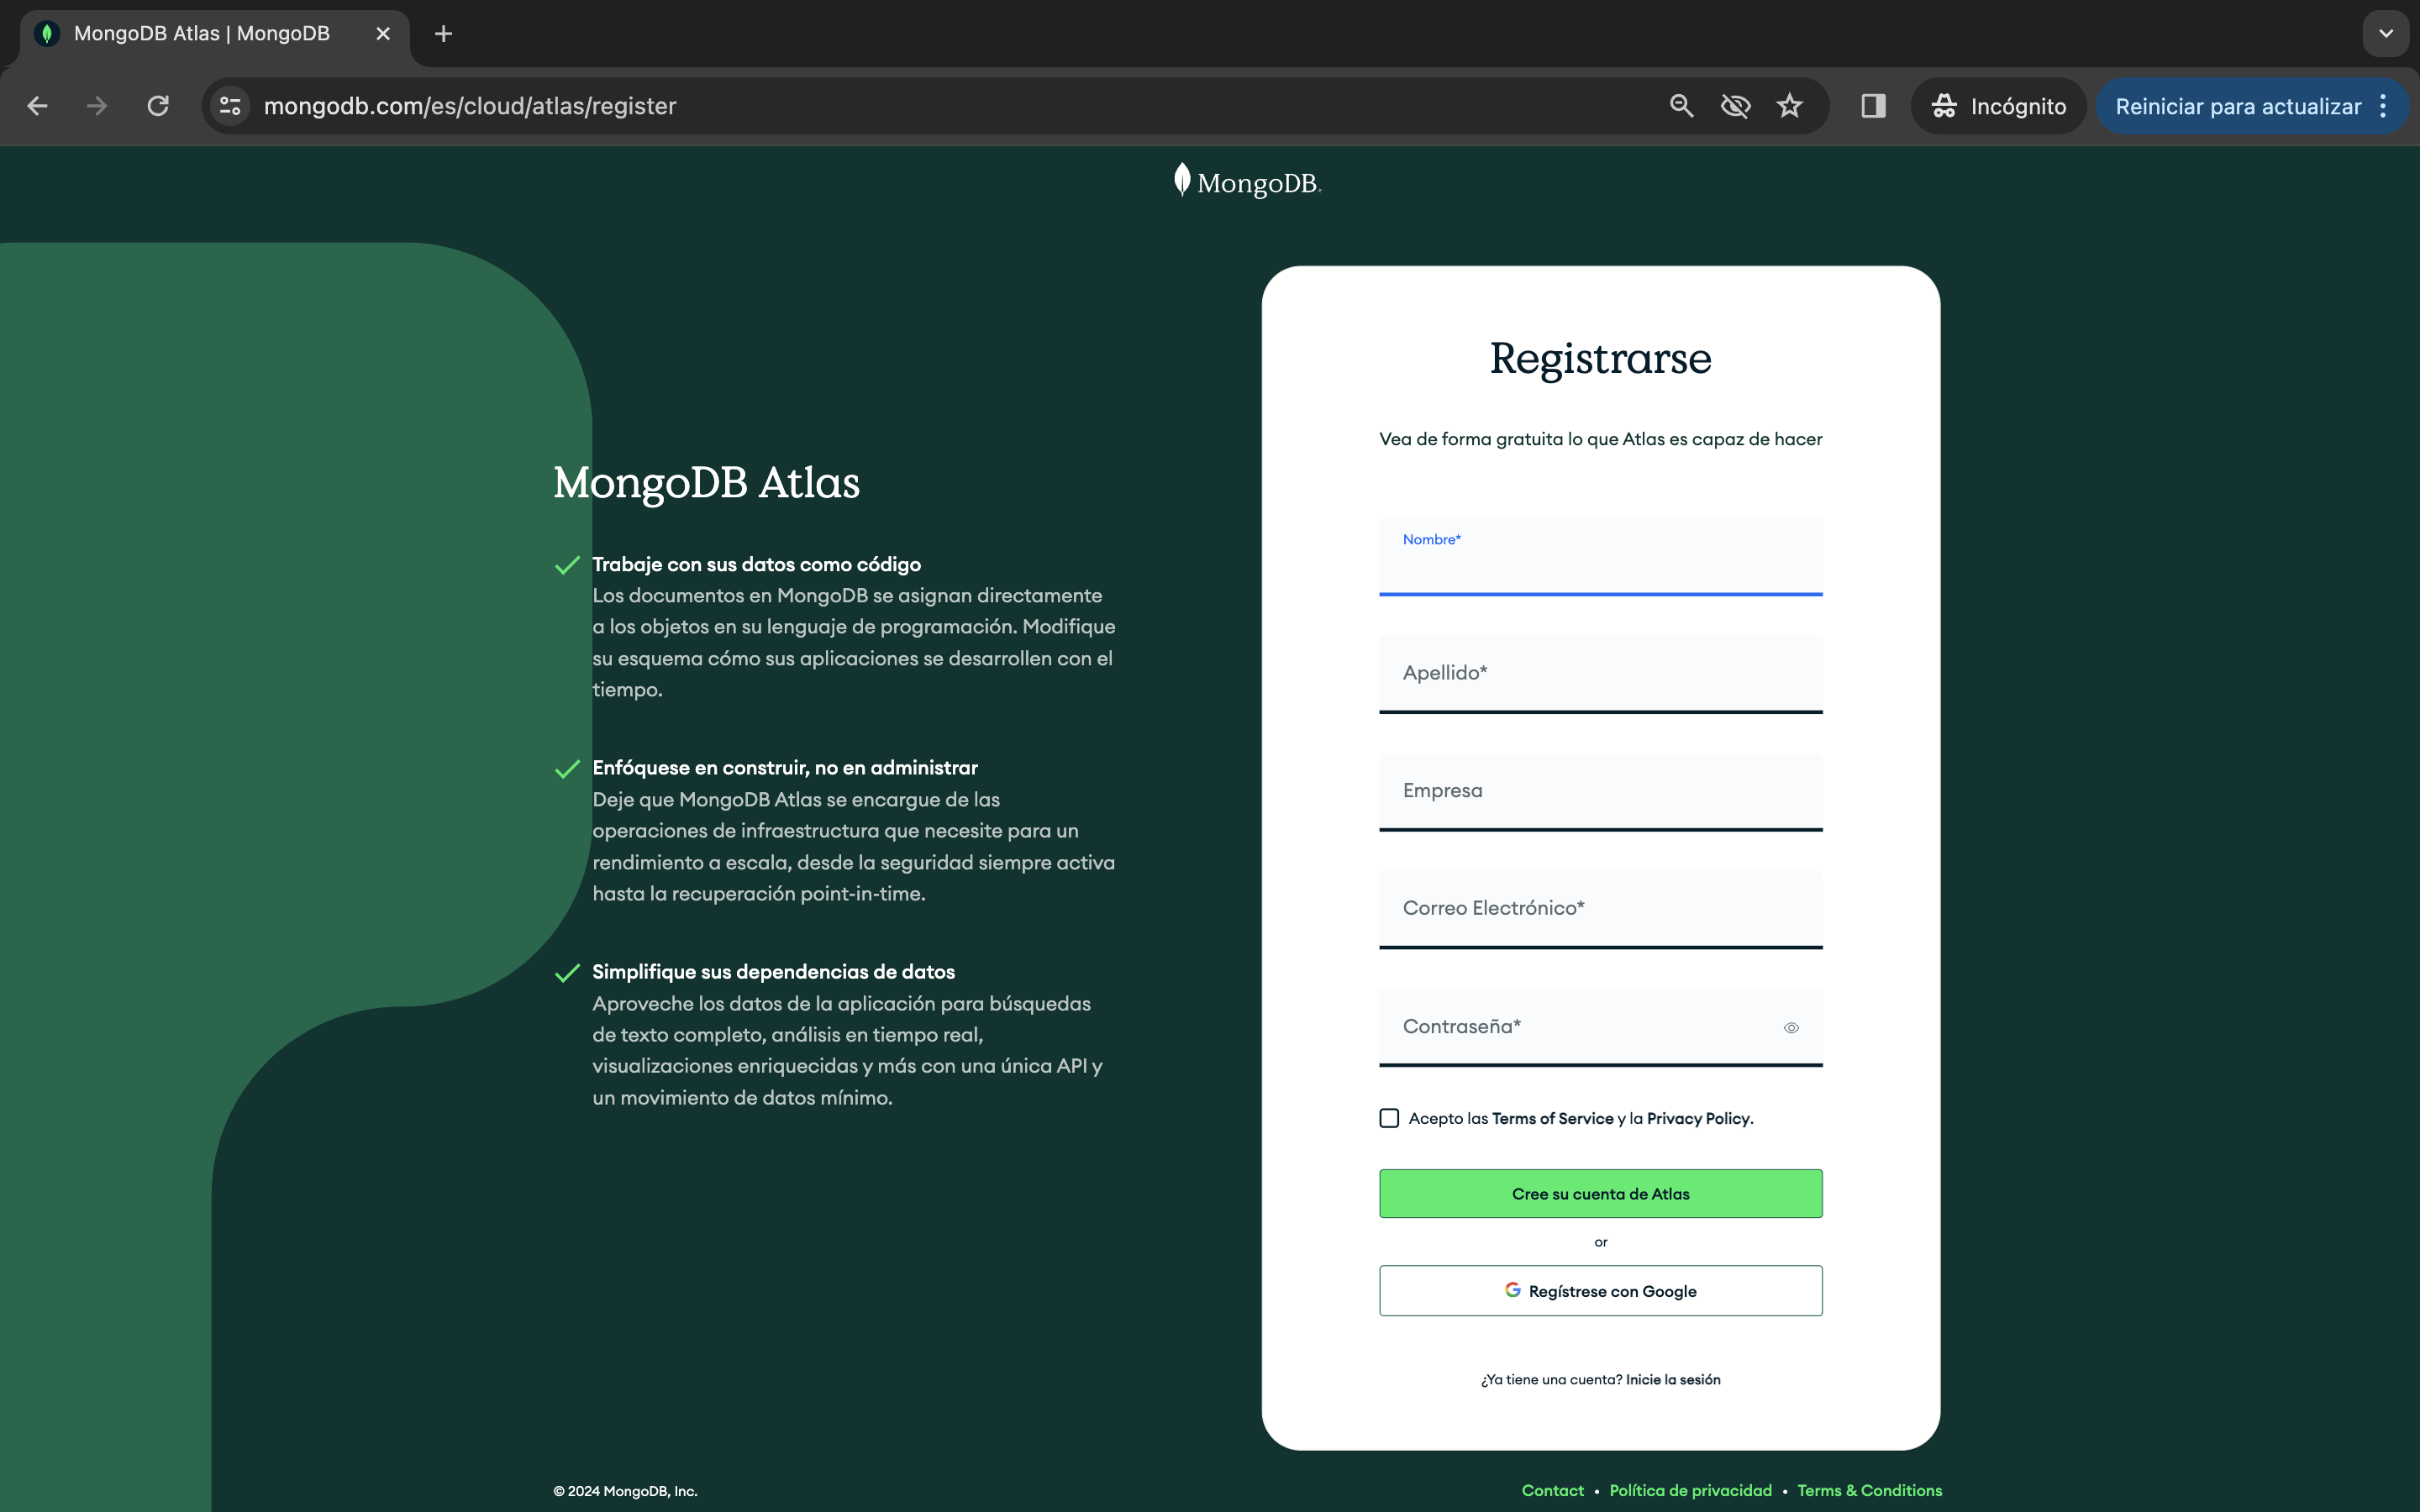 MongoDB Atlas | MongoDB
mongodb.com/es/cloud/atlas/register
Incógnito
Reiniciar para actualizar
MongoDB
MongoDB Atlas
Trabaje con sus datos como código
Los documentos en MongoDB se asignan directamente
a los objetos en su lenguaje de programación. Modifique
su esquema cómo sus aplicaciones se desarrollen con el
tiempo.
Enfóquese en construir, no en administrar
Deje que MongoDB Atlas se encargue de las
operaciones de infraestructura que necesite para un
rendimiento a escala, desde la seguridad siempre activa
hasta la recuperación point-in-time.
Simplifique sus dependencias de datos
Aproveche los datos de la aplicación para búsquedas
de texto completo, análisis en tiempo real,
visualizaciones enriquecidas y más con una única API y
un movimiento de datos mínimo.
Registrarse
Vea de forma gratuita lo que Atlas es capaz de hacer
Nombre*
Apellido*
Empresa
Correo Electrónico*
Contraseña*
Acepto las Terms of Service y la Privacy Policy.
Cree su cuenta de Atlas
or
Regístrese con Google
¿Ya tiene una cuenta? Inicie la sesión
© 2024 MongoDB, Inc.
Contact • Política de privacidad • Terms & Conditions